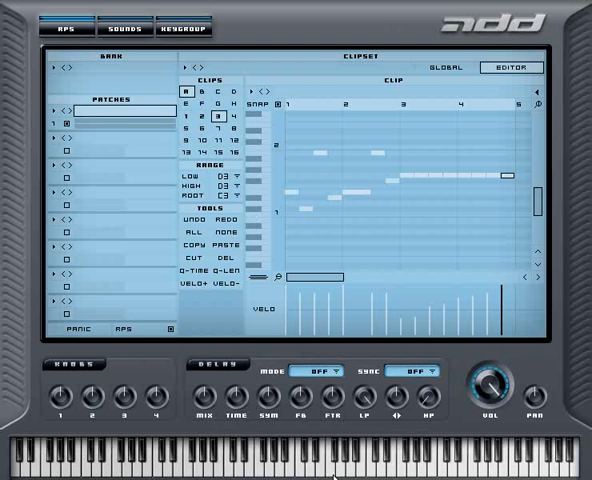 RPS SOUNDS KEYGROUP
add
BANK
CLIPSET
GLOBAL EDITOR
PATCHES
CLIPS
CLIP
A B C D
SNAP 1 2 3 4 5
E F G H
1 1 2 3 4
5 6 7 8
2
9 10 11 12
13 14 15 16
RANGE
LOW D3
HIGH D3
ROOT C3
TOOLS
1
UNDO REDO
ALL NONE
COPY PASTE
CUT DEL
Q-TIME Q-LEN
VELO+ VELO-
VELO
PANIC RPS
KNOBS
DELAY
MODE OFF SYNC OFF
1 2 3 4
MIX TIME SYM FB FTR LP HP
VOL PAN